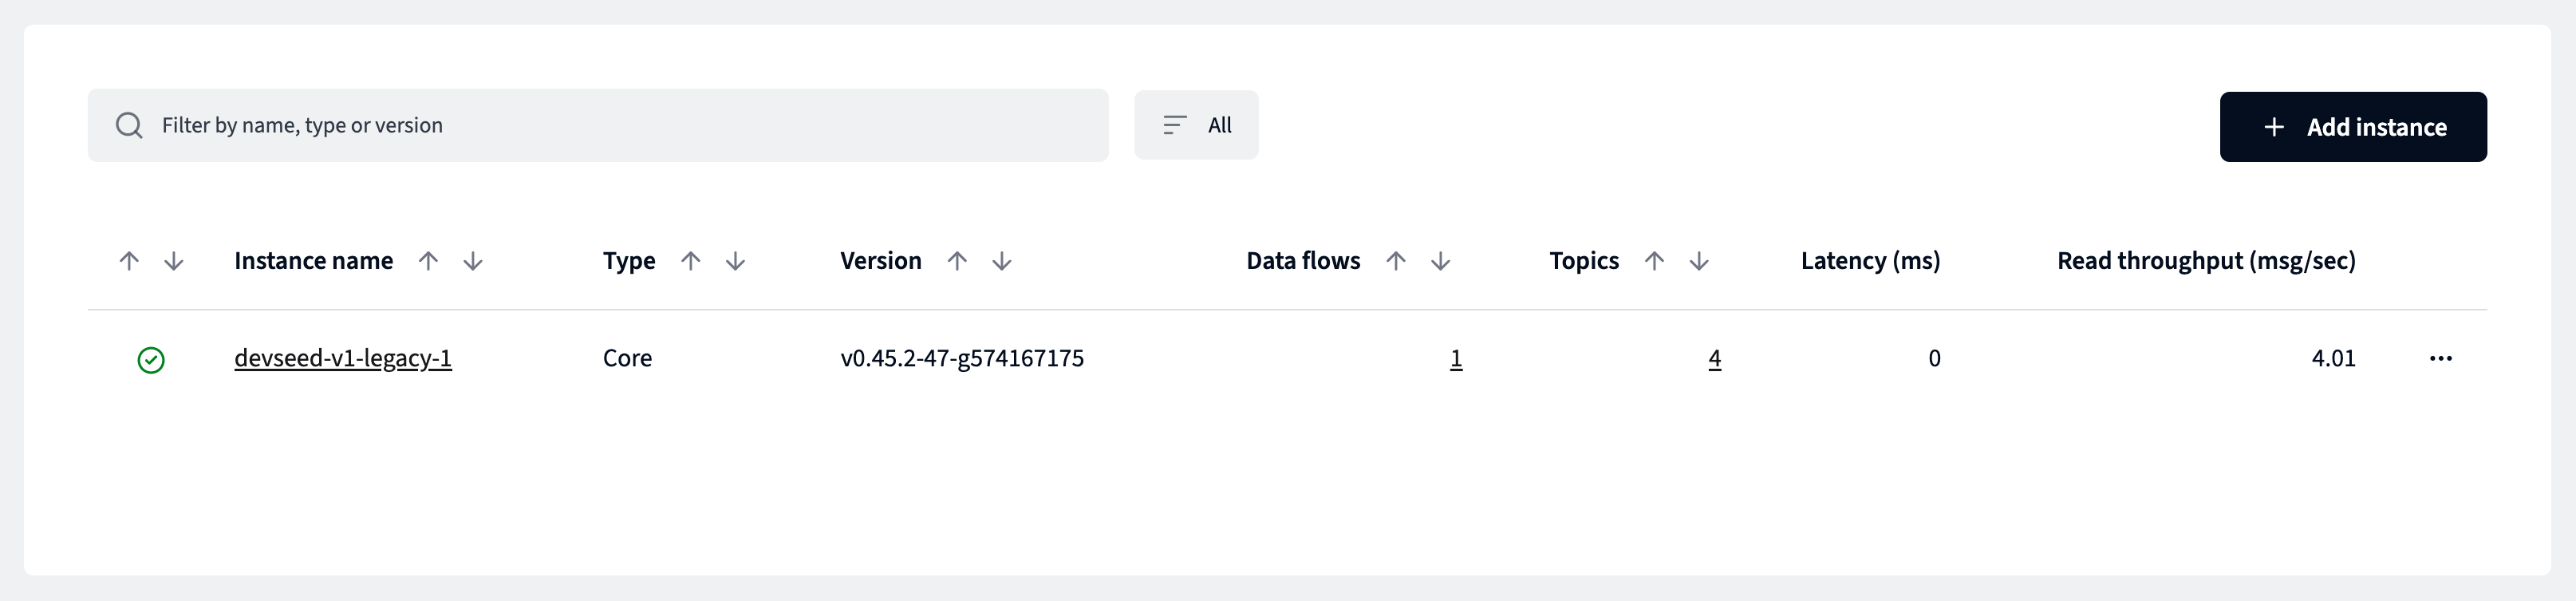 Filter by name, type or version
All
Add instance
Instance name Type Version Data flows Topics Latency (ms) Read throughput (msg/sec)
devseed-v1-legacy-1 Core v0.45.2-47-g574167175 1 4 0 4.01